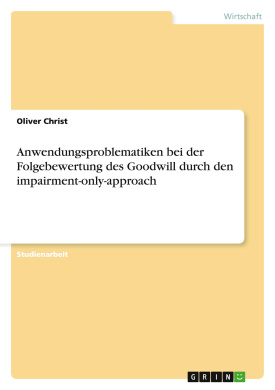 Wirtschaft
Oliver Christ
Anwendungsproblematiken bei der
Folgebewertung des Goodwill durch den
impairment-only-approach
Studienarbeit
GRIN